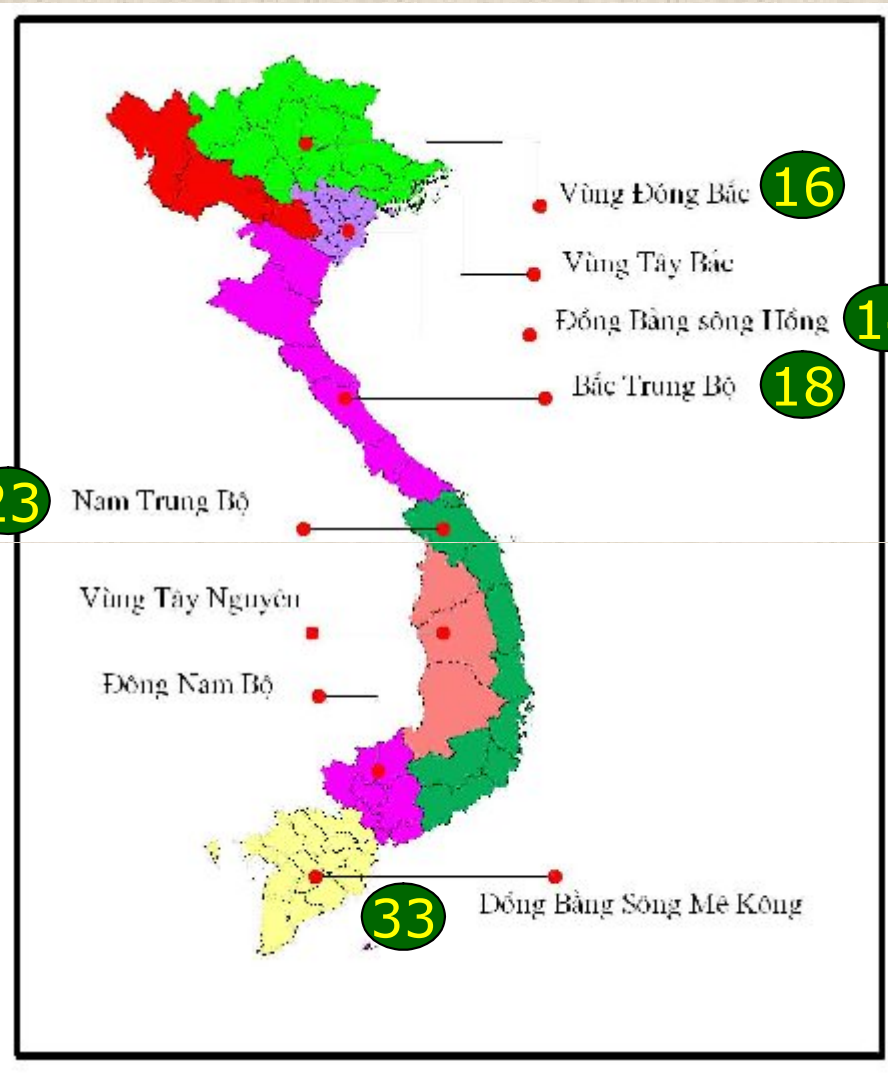 Vùng Đông Bắc 16
Vùng Tây Bắc
Đồng Bằng sông Hồng
Bắc Trung Bộ 18
23 Nam Trung Bộ
Vùng Tây Nguyên
Đông Nam Bộ
33 Đồng Bằng Sông Mê Kông